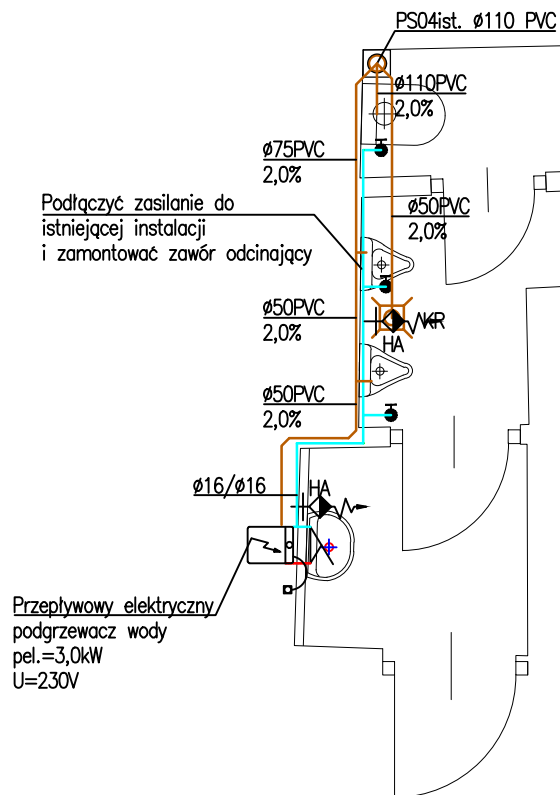 PS04ist. ø110 PVC
ø110PVC
2,0%
ø75PVC
2,0%
Podłączyć zasilanie do
istniejącej instalacji
i zamontować zawór odcinający
ø50PVC
2,0%
ø50PVC
2,0%
KR
HA
ø50PVC
2,0%
ø16/ø16
HA
Przepływowy elektryczny
podgrzewacz wody
pel.=3,0kW
U=230V